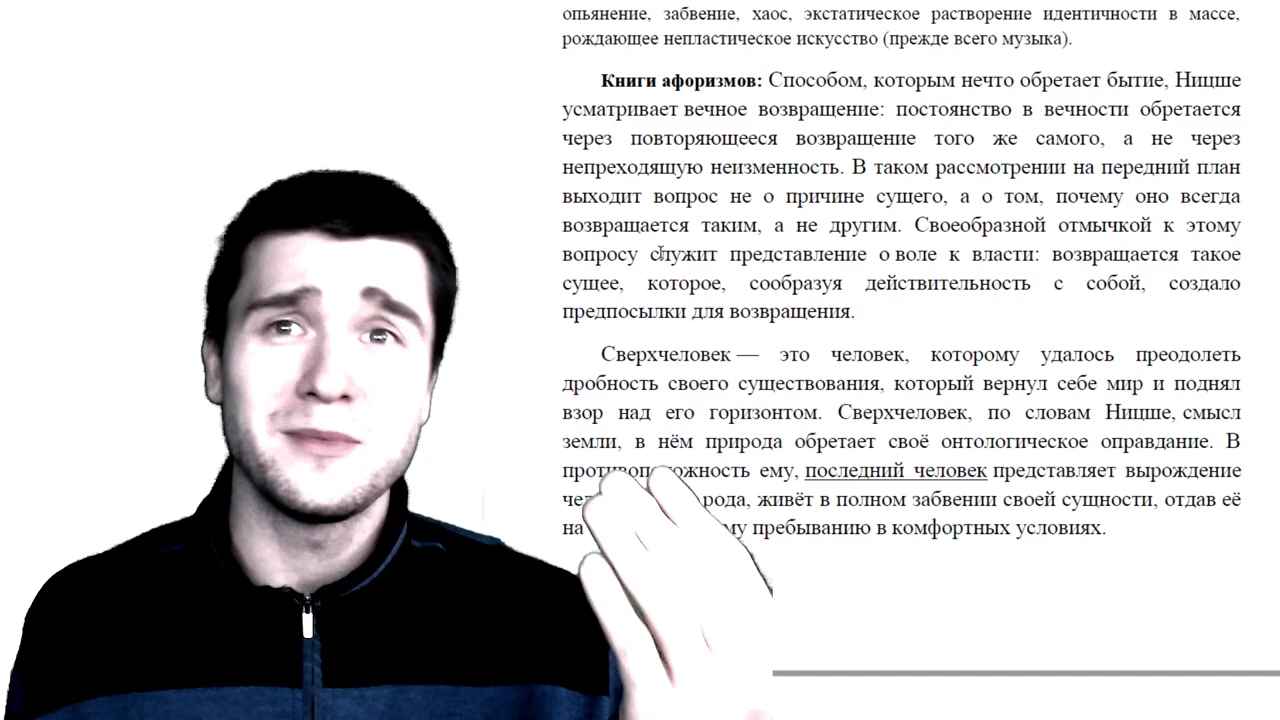 опьянение, забвение, хаос, экстатическое растворение идентичности в массе,
рождающее непластическое искусство (прежде всего музыка).
Книги афоризмов: Способом, которым нечто обретает бытие, Ницше
усматривает вечное возвращение: постоянство в вечности обретается
через повторяющееся возвращение того же самого, а не через
непреходящую неизменность. В таком рассмотрении на передний план
выходит вопрос не о причине сущего, а о том, почему оно всегда
возвращается таким, а не другим. Своеобразной отмычкой к этому
вопросу служит представление о воле к власти: возвращается такое
сущее, которое, сообразуя действительность с собой, создало
предпосылки для возвращения.
Сверхчеловек — это человек, которому удалось преодолеть
дробность своего существования, который вернул себе мир и поднял
взор над его горизонтом. Сверхчеловек, по словам Ницше, смысл
земли, в нём природа обретает своё онтологическое оправдание. В
противоположность ему, последний человек представляет вырождение
рода, живёт в полном забвении своей сущности, отдав её
на пребыванию в комфортных условиях.